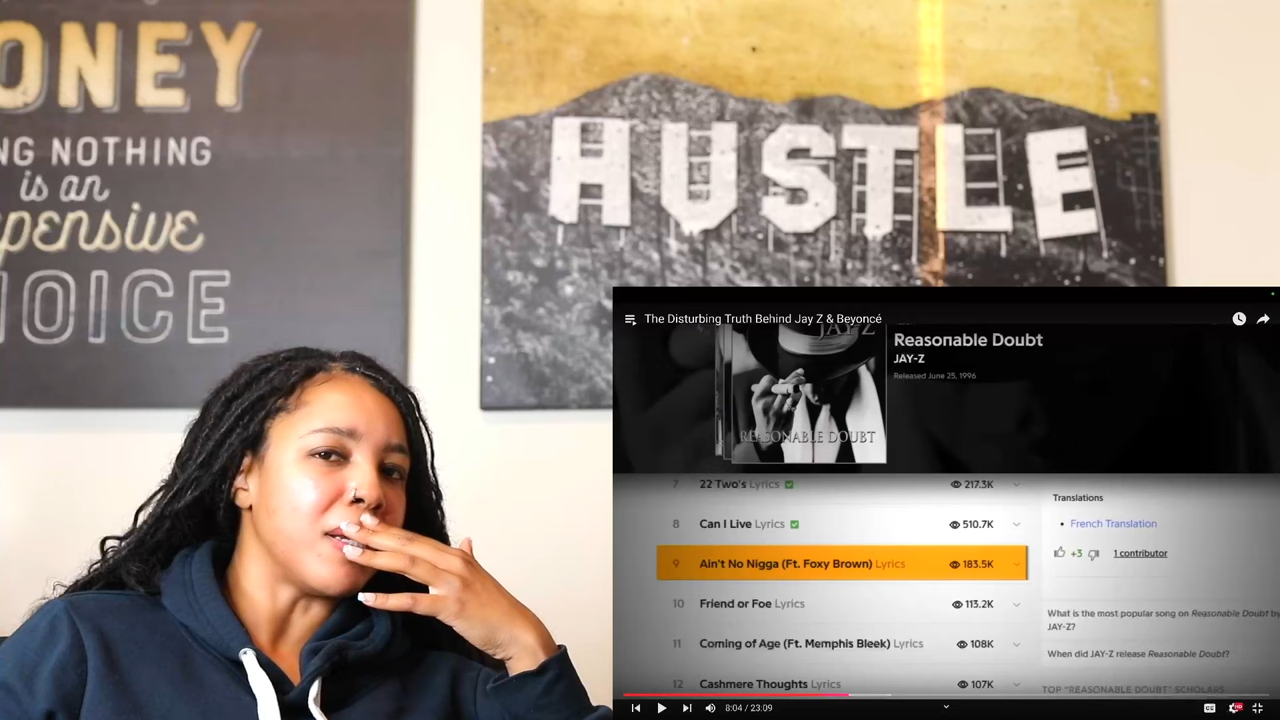 ONEY
NG NOTHING
is an
pensive
HOICE
HUSTLE
The Disturbing Truth Behind Jay Z & Beyoncé
JAY-Z
REASONABLE DOUBT
Reasonable Doubt
JAY-Z
Released June 25, 1996
7 22 Two's Lyrics 217.3K
8 Can I Live Lyrics 510.7K
9 Ain't No Nigga (Ft. Foxy Brown) Lyrics 183.5K
10 Friend or Foe Lyrics 113.2K
11 Coming of Age (Ft. Memphis Bleek) Lyrics 108K
12 Cashmere Thoughts Lyrics 107K
Translations
• French Translation
+3 1 contributor
What is the most popular song on Reasonable Doubt by
JAY-Z?
When did JAY-Z release Reasonable Doubt?
TOP "REASONABLE DOUBT" SCHOLARS
8:04 / 23:09
CC
HD